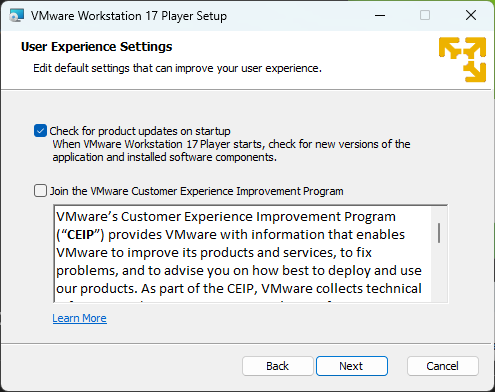 VMware Workstation 17 Player Setup
User Experience Settings
Edit default settings that can improve your user experience.
Check for product updates on startup
When VMware Workstation 17 Player starts, check for new versions of the
application and installed software components.
Join the VMware Customer Experience Improvement Program
VMware's Customer Experience Improvement Program
("CEIP") provides VMware with information that enables
VMware to improve its products and services, to fix
problems, and to advise you on how best to deploy and use
our products. As part of the CEIP, VMware collects technical
Learn More
Back
Next
Cancel